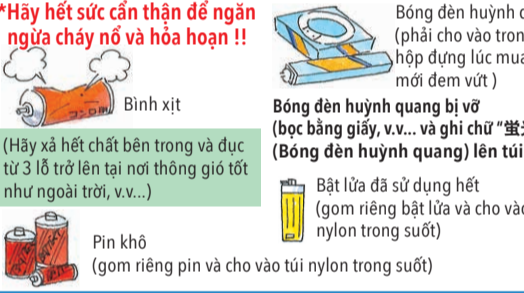 *Hãy hết sức cẩn thận để ngăn
ngừa cháy nổ và hỏa hoạn !!
Bình xịt
(Hãy xả hết chất bên trong và đục
từ 3 lỗ trở lên tại nơi thông gió tốt
như ngoài trời, v.v...)
Pin khô
(gom riêng pin và cho vào túi nylon trong suốt)
Bóng đèn huỳnh
(phải cho vào
hộp đựng lúc
mới đem vứt )
Bóng đèn huỳnh quang bị vỡ
(bọc bằng giấy, v.v... và ghi chữ "蛍
(Bóng đèn huỳnh quang) lên túi
Bật lửa đã sử dụng hết
(gom riêng bật lửa và cho
nylon trong suốt)